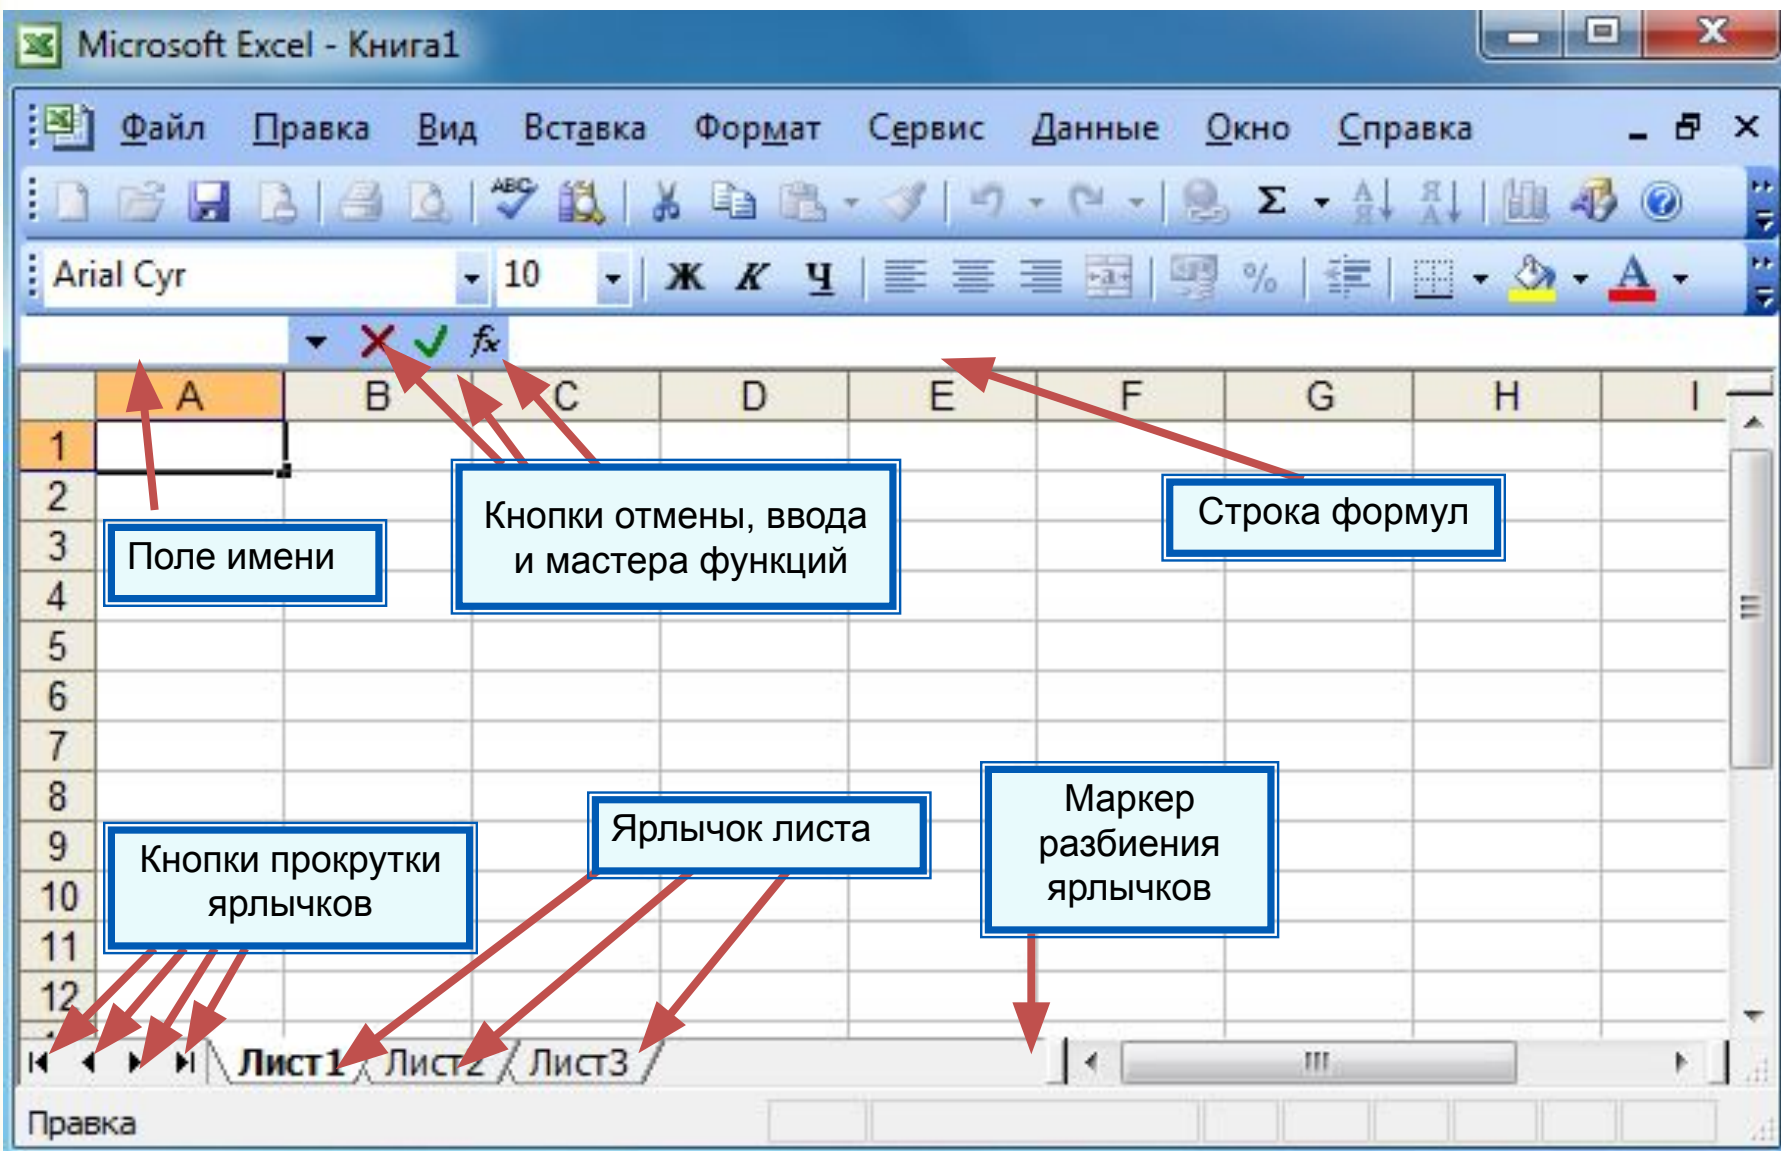 Microsoft Excel - Книга1
Файл Правка Вид Вставка Формат Сервис Данные Окно Справка
ABC Σ А Я Я А
Arial Cyr 10 Ж К Ч а % А
fx
A B C D E F G H I
1
2
3
4
5
6
7
8
9
10
11
12
Поле имени
Кнопки отмены, ввода
и мастера функций
Строка формул
Кнопки прокрутки
ярлычков
Ярлычок листа
Маркер
разбиения
ярлычков
Лист1 Лист2 Лист3
Правка